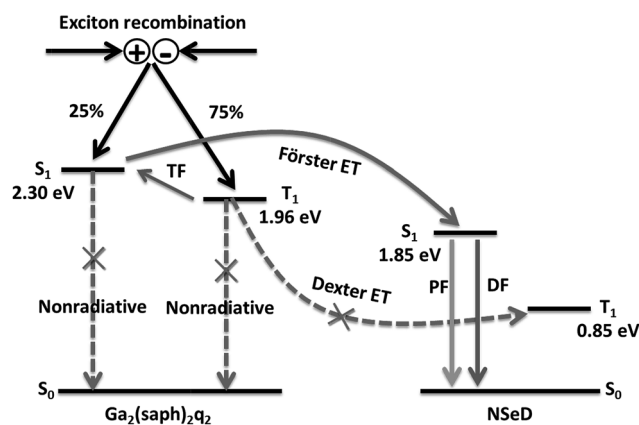 Exciton recombination
+ -
25%
75%
S1
2.30 eV
TF
T1
1.96 eV
Förster ET
S1
1.85 eV
Nonradiative
Nonradiative
Dexter ET
PF
DF
T1
0.85 eV
S0
S0
Ga2(saph)2q2
NSeD